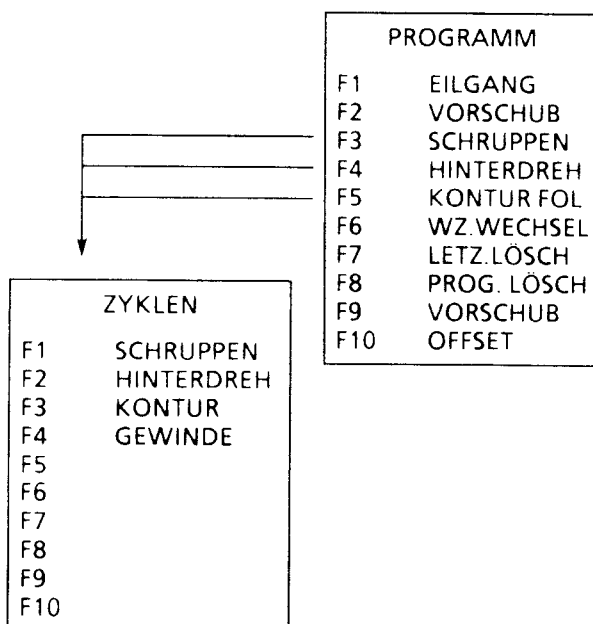 PROGRAMM
F1 EILGANG
F2 VORSCHUB
F3 SCHRUPPEN
F4 HINTERDREH
F5 KONTUR FOL
F6 WZ.WECHSEL
F7 LETZ.LÖSCH
F8 PROG. LÖSCH
F9 VORSCHUB
F10 OFFSET
ZYKLEN
F1 SCHRUPPEN
F2 HINTERDREH
F3 KONTUR
F4 GEWINDE
F5
F6
F7
F8
F9
F10